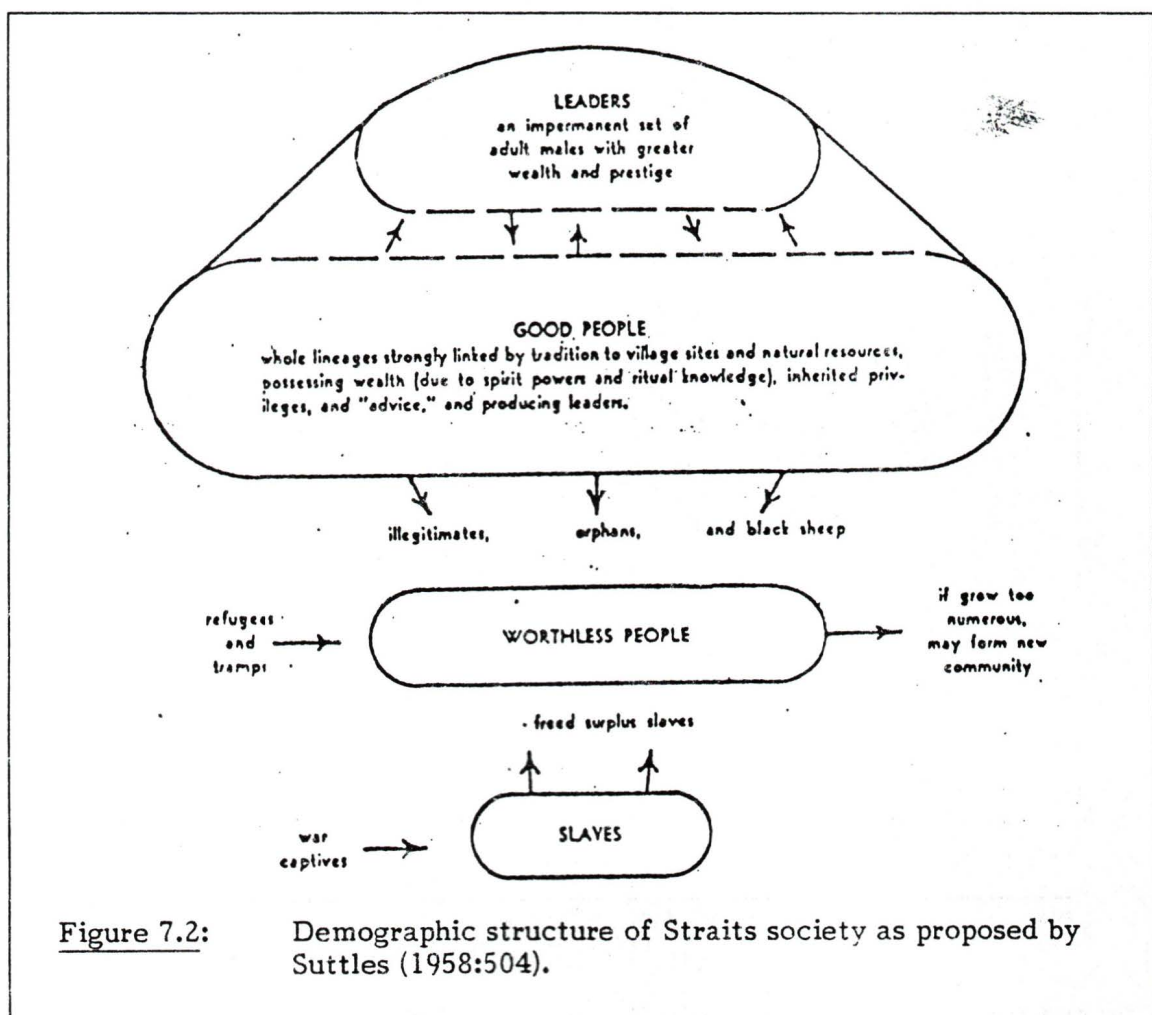 LEADERS
an impermanent set of
adult males with greater
wealth and prestige
GOOD PEOPLE
whole lineages strongly linked by tradition to village sites and natural resources,
possessing wealth (due to spirit powers and ritual knowledge), inherited priv-
ileges, and "advice," and producing leaders.
illegitimates, orphans, and black sheep
refugees
and
tramps
WORTHLESS PEOPLE
if grow too
numerous,
may form new
community
freed surplus slaves
war
captives
SLAVES
Figure 7.2: Demographic structure of Straits society as proposed by
Suttles (1958:504).